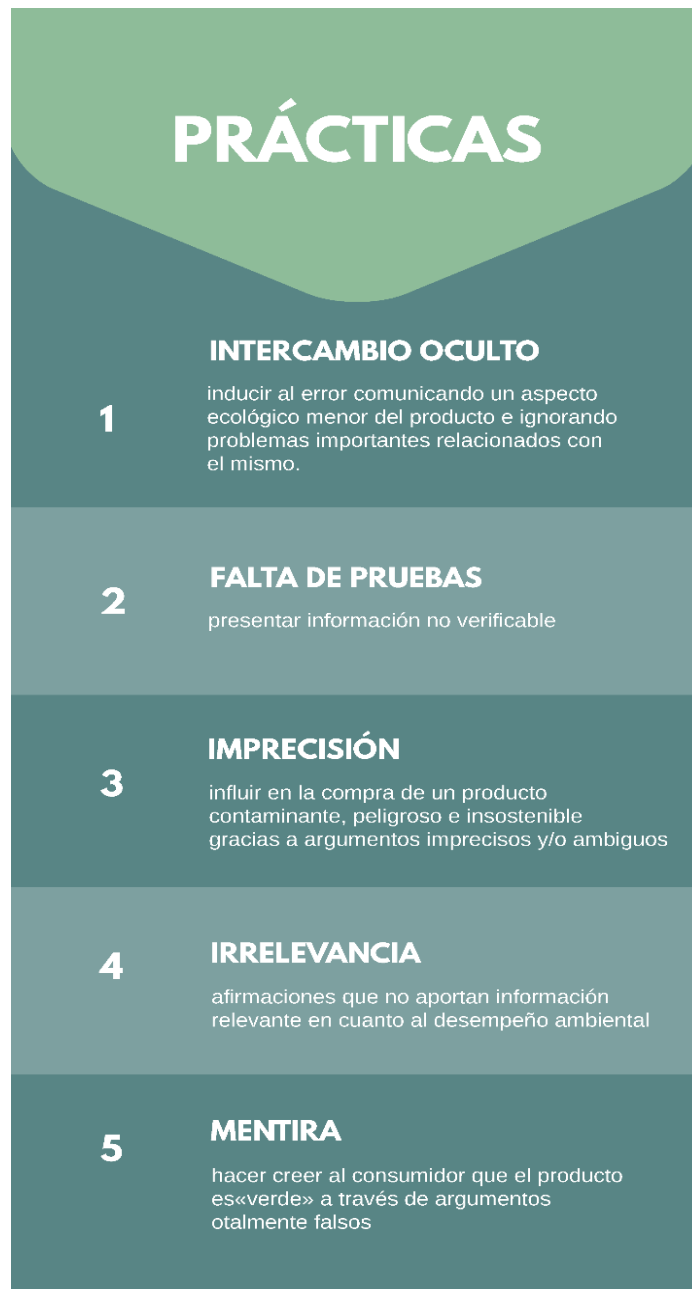 PRÁCTICAS
INTERCAMBIO OCULTO
1
inducir al error comunicando un aspecto
ecológico menor del producto e ignorando
problemas importantes relacionados con
el mismo.
2
FALTA DE PRUEBAS
presentar información no verificable
3
IMPRECISIÓN
influir en la compra de un producto
contaminante, peligroso e insostenible
gracias a argumentos imprecisos y/o ambiguos
4
IRRELEVANCIA
afirmaciones que no aportan información
relevante en cuanto al desempeño ambiental
5
MENTIRA
hacer creer al consumidor que el producto
es«verde» a través de argumentos
otalmente falsos